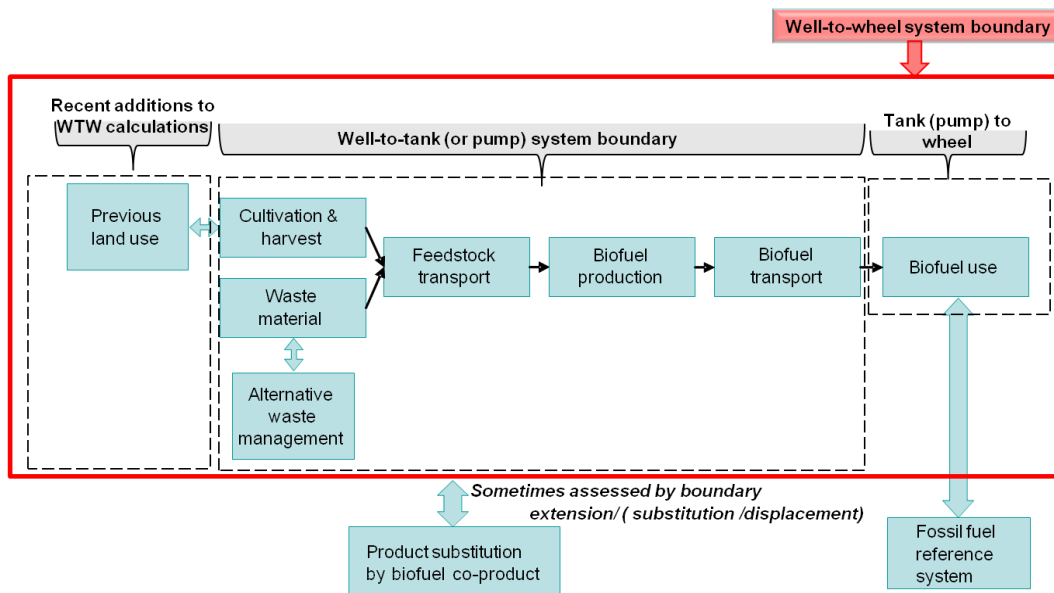 Well-to-wheel system boundary
Recent additions to
WTW calculations
Well-to-tank (or pump) system boundary
Tank (pump) to
wheel
Previous
land use
Cultivation &
harvest
Waste
material
Alternative
waste
management
Feedstock
transport
Biofuel
production
Biofuel
transport
Biofuel use
Sometimes assessed by boundary
extension/ ( substitution /displacement)
Product substitution
by biofuel co-product
Fossil fuel
reference
system